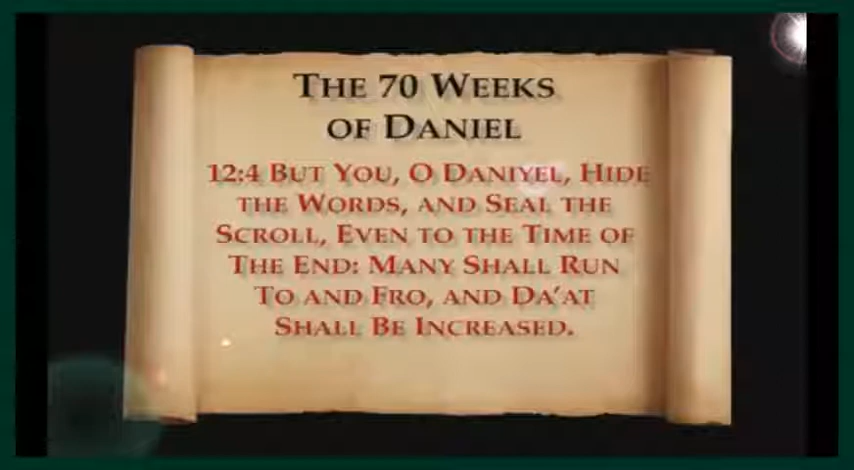 THE 70 WEEKS
OF DANIEL
12:4 BUT YOU, O DANIYEL, HIDE
THE WORDS, AND SEAL THE
SCROLL, EVEN TO THE TIME OF
THE END: MANY SHALL RUN
TO AND FRO, AND DA'AT
SHALL BE INCREASED.